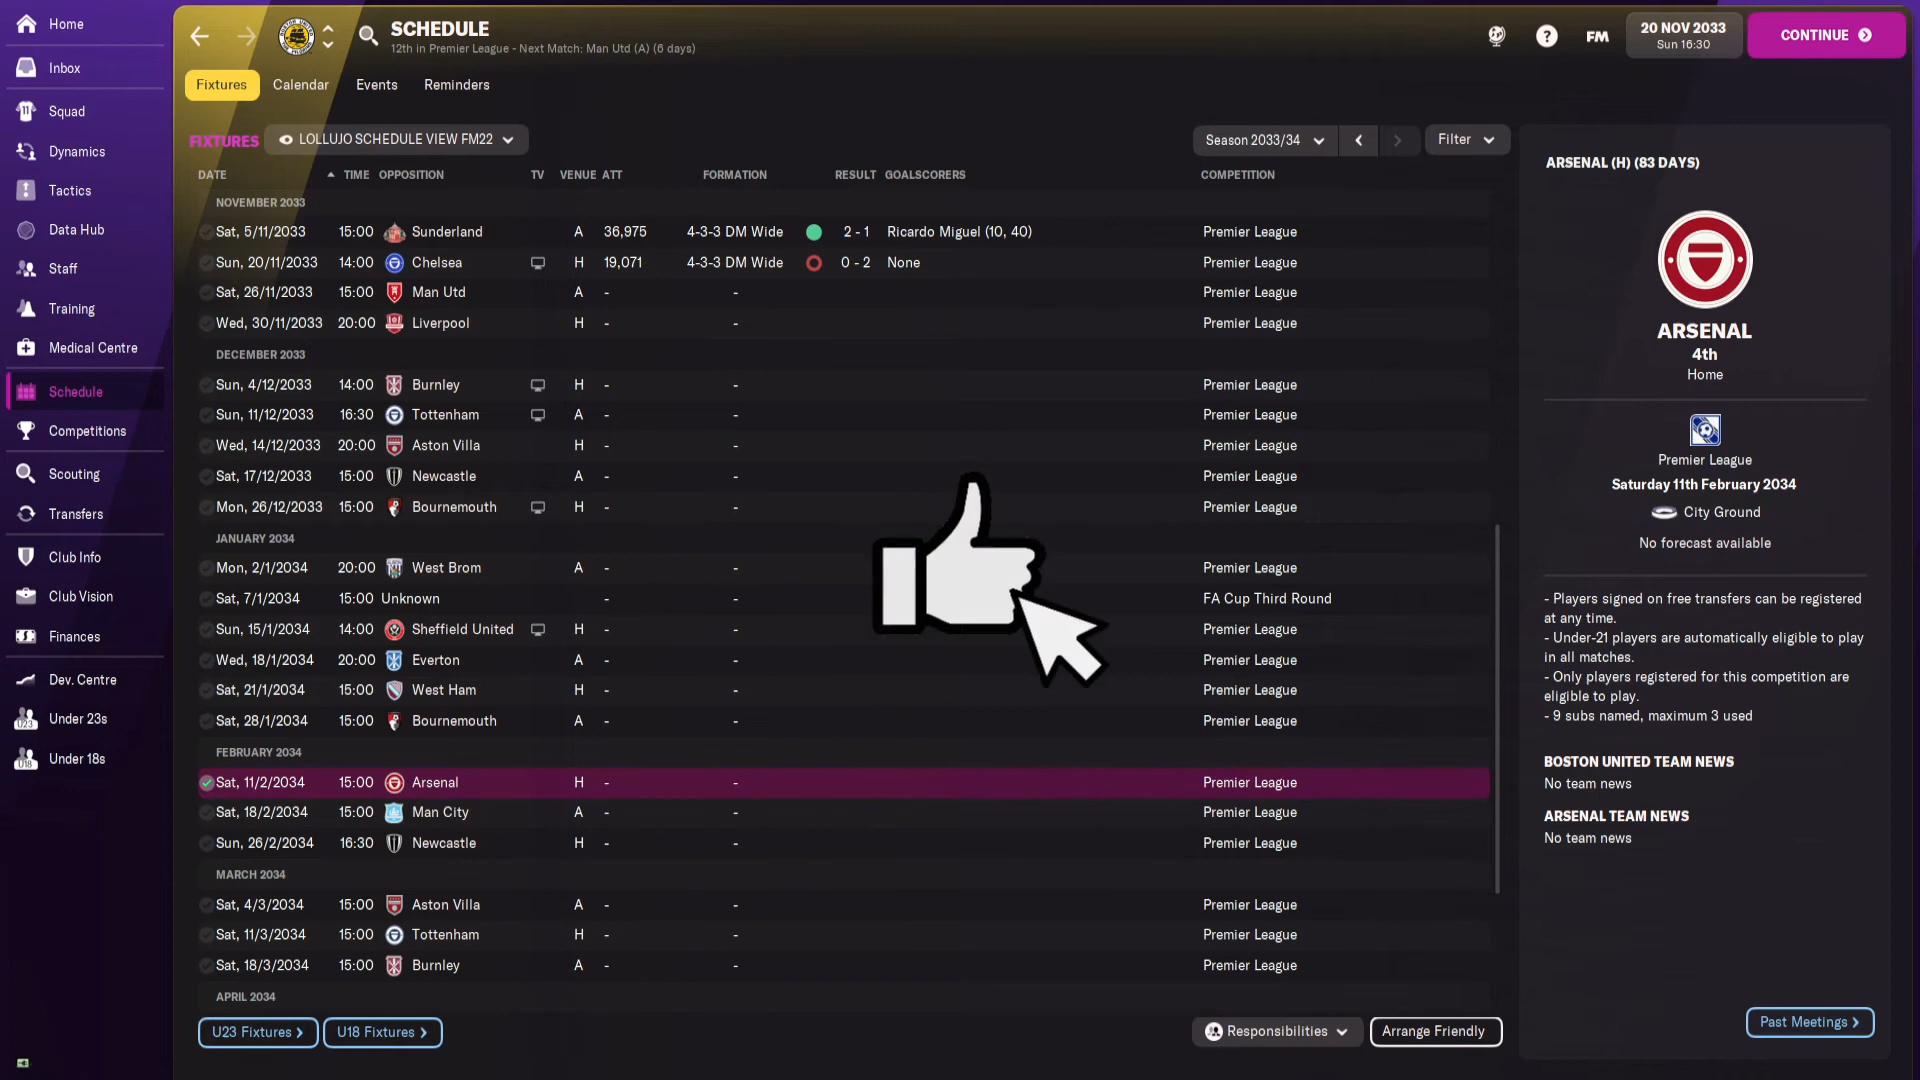 Home
Inbox
Squad
Dynamics
Tactics
Data Hub
Staff
Training
Medical Centre
Schedule
Competitions
Scouting
Transfers
Club Info
Club Vision
Finances
Dev. Centre
U23 Under 23s
U18 Under 18s
SCHEDULE
12th in Premier League - Next Match: Man Utd (A) (6 days)
? FM 20 NOV 2033
Sun 16:30
CONTINUE
Fixtures Calendar Events Reminders
FIXTURES LOLLUJO SCHEDULE VIEW FM22 Season 2033/34 Filter
DATE TIME OPPOSITION TV VENUE ATT FORMATION RESULT GOALSCORERS COMPETITION
NOVEMBER 2033
Sat, 5/11/2033 15:00 Sunderland A 36,975 4-3-3 DM Wide 2 - 1 Ricardo Miguel (10, 40) Premier League
Sun, 20/11/2033 14:00 Chelsea H 19,071 4-3-3 DM Wide 0 - 2 None Premier League
Sat, 26/11/2033 15:00 Man Utd A - - Premier League
Wed, 30/11/2033 20:00 Liverpool H - - Premier League
DECEMBER 2033
Sun, 4/12/2033 14:00 Burnley H - - Premier League
Sun, 11/12/2033 16:30 Tottenham A - - Premier League
Wed, 14/12/2033 20:00 Aston Villa H - - Premier League
Sat, 17/12/2033 15:00 Newcastle A - - Premier League
Mon, 26/12/2033 15:00 Bournemouth H - - Premier League
JANUARY 2034
Mon, 2/1/2034 20:00 West Brom A - - Premier League
Sat, 7/1/2034 15:00 Unknown - - FA Cup Third Round
Sun, 15/1/2034 14:00 Sheffield United H - - Premier League
Wed, 18/1/2034 20:00 Everton A - - Premier League
Sat, 21/1/2034 15:00 West Ham H - - Premier League
Sat, 28/1/2034 15:00 Bournemouth A - - Premier League
FEBRUARY 2034
Sat, 11/2/2034 15:00 Arsenal H - - Premier League
Sat, 18/2/2034 15:00 Man City A - - Premier League
Sun, 26/2/2034 16:30 Newcastle H - - Premier League
MARCH 2034
Sat, 4/3/2034 15:00 Aston Villa A - - Premier League
Sat, 11/3/2034 15:00 Tottenham H - - Premier League
Sat, 18/3/2034 15:00 Burnley A - - Premier League
APRIL 2034
U23 Fixtures U18 Fixtures Responsibilities Arrange Friendly
ARSENAL (H) (83 DAYS)
ARSENAL
4th
Home
Premier League
Saturday 11th February 2034
City Ground
No forecast available
- Players signed on free transfers can be registered
at any time.
- Under-21 players are automatically eligible to play
in all matches.
- Only players registered for this competition are
eligible to play.
- 9 subs named, maximum 3 used
BOSTON UNITED TEAM NEWS
No team news
ARSENAL TEAM NEWS
No team news
Past Meetings